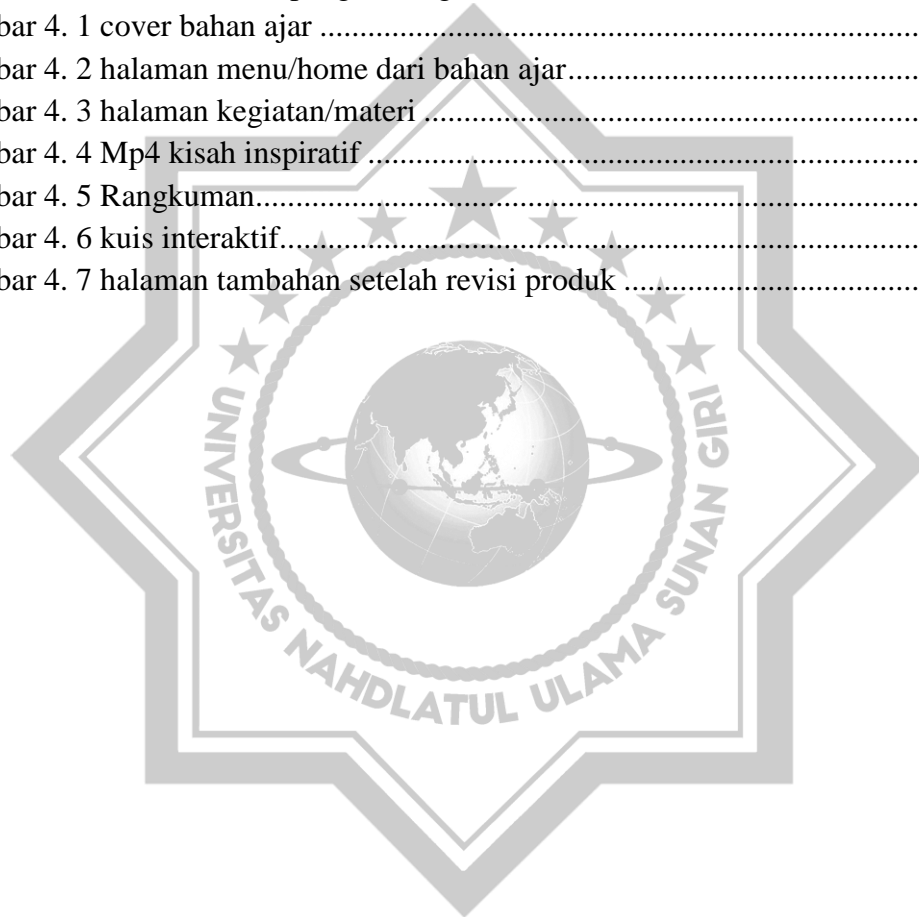 bar 4. 1 cover bahan ajar ................................................................................
bar 4. 2 halaman menu/home dari bahan ajar...............................................
bar 4. 3 halaman kegiatan/materi ..................................................................
bar 4. 4 Mp4 kisah inspiratif ..........................................................................
bar 4. 5 Rangkuman........................................................................................
bar 4. 6 kuis interaktif.....................................................................................
bar 4. 7 halaman tambahan setelah revisi produk ........................................
UNIVERSITAS NAHDLATUL ULAMA SUNAN GIRI